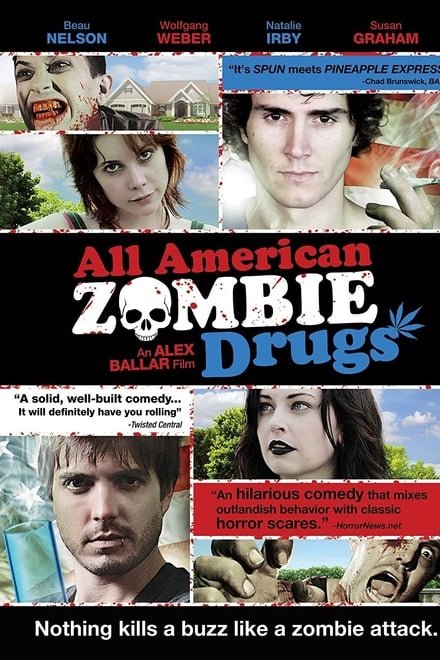 Beau Wolfgang Natalie Susan
NELSON WEBER IRBY GRAHAM
"It's SPUN meets PINEAPPLE EXPRESS
-Chad Brunswick, BA
All American
ZOMBIE
An ALEX
BALLAR Film
Drugs
"A solid, well-built comedy...
It will definitely have you rolling"
-Twisted Central
"An hilarious comedy that mixes
outlandish behavior with classic
horror scares." -HorrorNews.net
Nothing kills a buzz like a zombie attack.